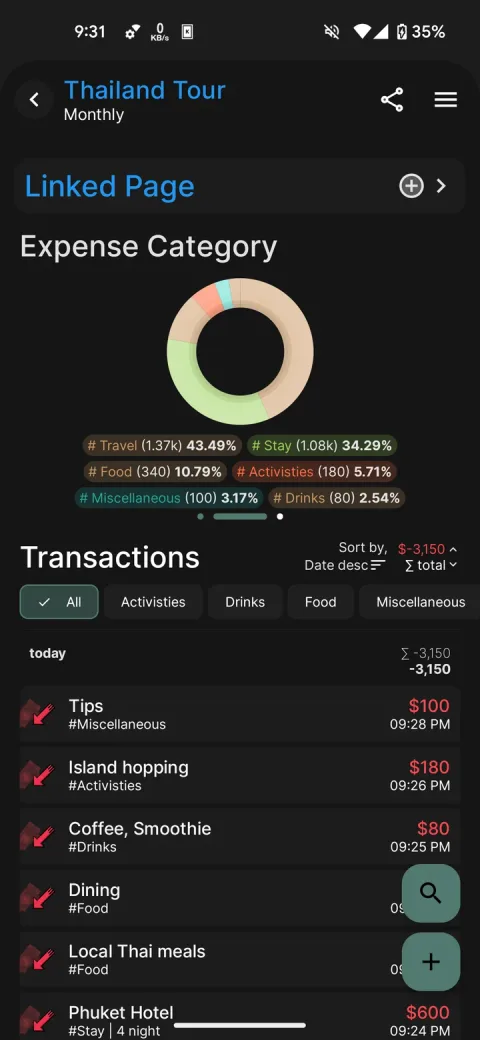 9:31 0 KB/s 35%
Thailand Tour
Monthly
Linked Page
Expense Category
# Travel (1.37k) 43.49% # Stay (1.08k) 34.29%
# Food (340) 10.79% # Activisties (180) 5.71%
# Miscellaneous (100) 3.17% # Drinks (80) 2.54%
Transactions
Sort by, $-3,150
Date desc ∑ total
All Activisties Drinks Food Miscellaneous
today ∑ -3,150
-3,150
Tips $100
#Miscellaneous 09:28 PM
Island hopping $180
#Activisties 09:26 PM
Coffee, Smoothie $80
#Drinks 09:25 PM
Dining
#Food
Local Thai meals
#Food
Phuket Hotel $600
#Stay | 4 night 09:24 PM